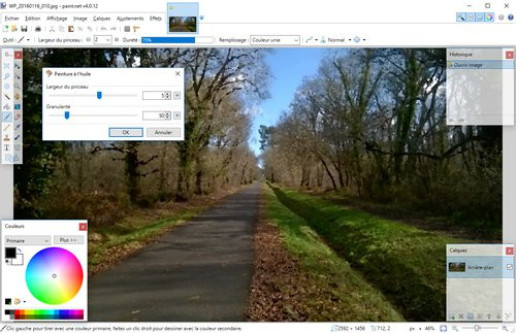 WP_20160116_010.jpg - paint.net v4.0.12
Fichier Edition Affichage Image Calques Ajustements Effets
Outil : Largeur du pinceau : 2 Dureté : 75% Remplissage : Couleur unie Normal
Historique
Ouvrir image
Peinture à l'huile
Largeur du pinceau
5
Granularité
50
OK Annuler
Couleurs
Primaire Plus >>
Calques
Arrière-plan
Clic gauche pour tirer avec une couleur primaire, faites un clic droit pour dessiner avec la couleur secondaire.
2592 × 1456 712, 2 px 46%